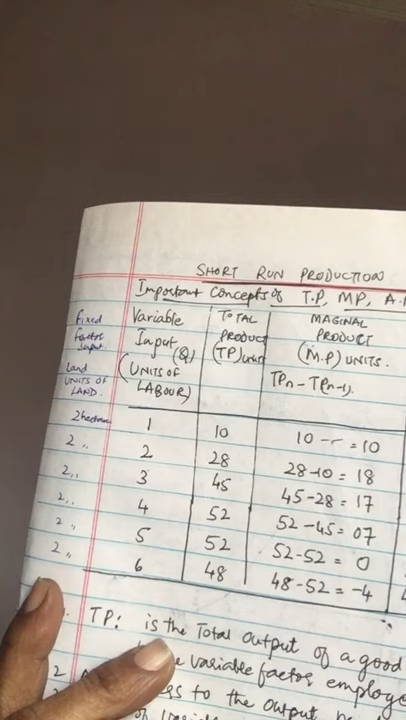 SHORT RUN PRODUCTION
Important Concepts of T.P, MP, A.
fixed Variable TOTAL MAGINAL
factor Input (Q) PRODUCT PRODUCT
input (UNITS OF (TP) unit (M.P) UNITS.
Land LABOUR) TPn - TP(n-1).
UNITS OF
LAND.
2 hectares 1 10 10 -- = 10
2 ,, 2 28 28-10 = 18
2 ,, 3 45 45-28 = 17
2 ,, 4 52 52-45 = 07
2 ,, 5 52 52-52 = 0
2 ,, 6 48 48-52 = -4
TP: is the Total output of a good
variable factor employe
2 to the output
of